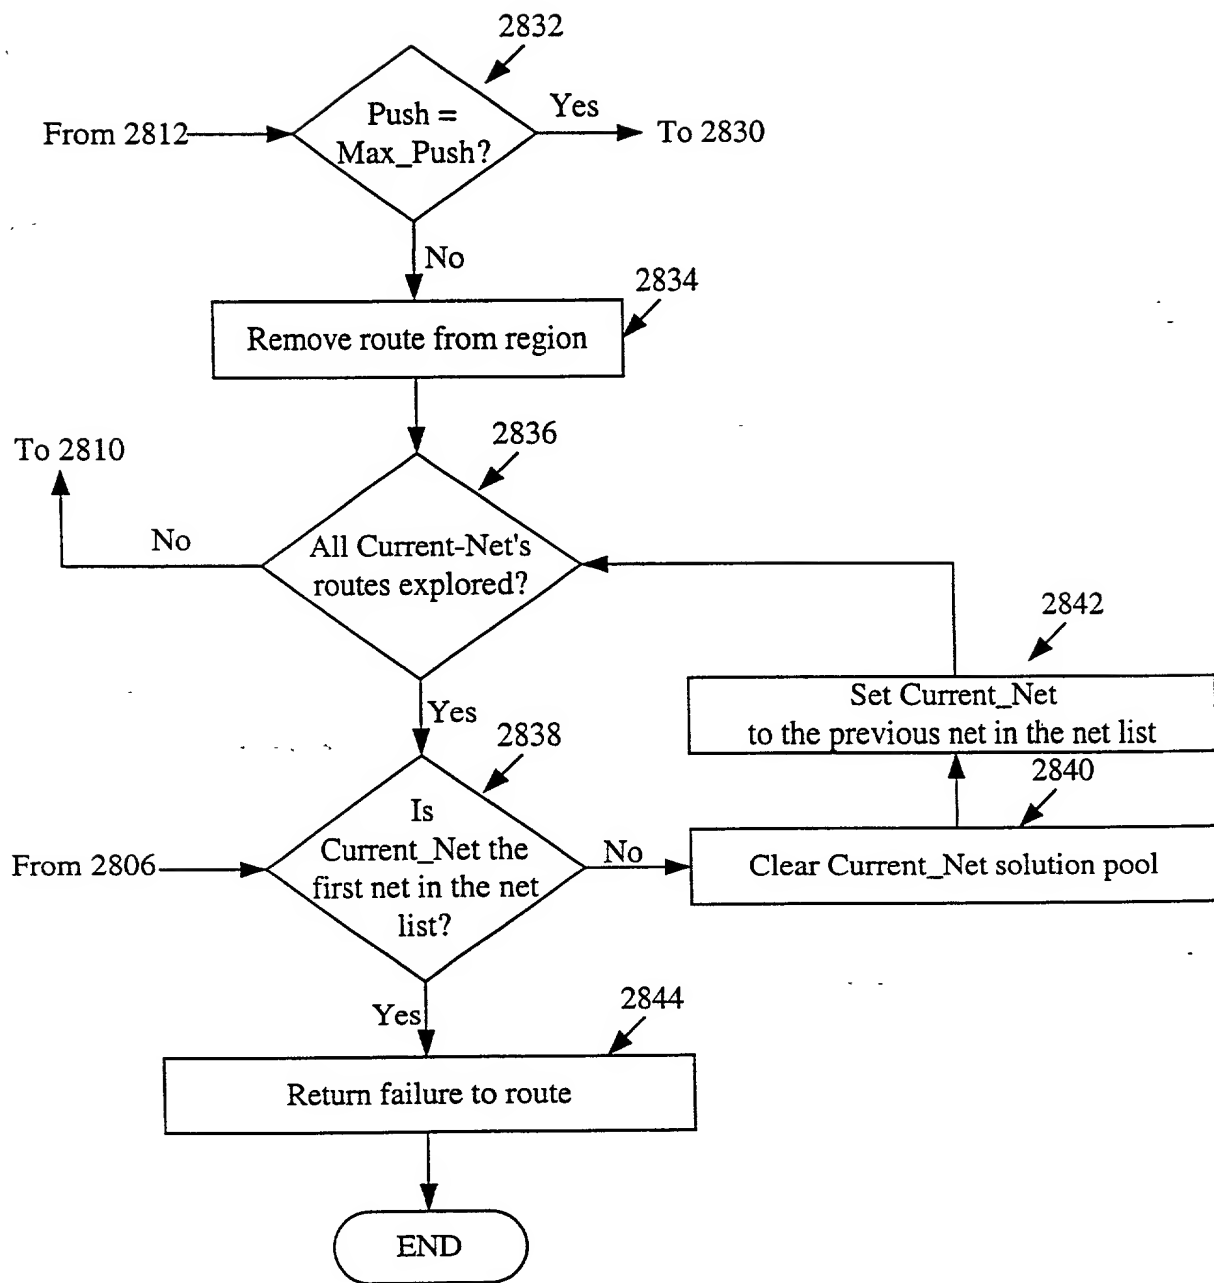 2832
Push =
Max_Push?
Yes
From 2812
To 2830
No
2834
Remove route from region
2836
To 2810
No
All Current-Net's
routes explored?
2842
Set Current_Net
to the previous net in the net list
Yes
2838
2840
Is
Current_Net the
first net in the net
list?
From 2806
No
Clear Current_Net solution pool
Yes
2844
Return failure to route
END